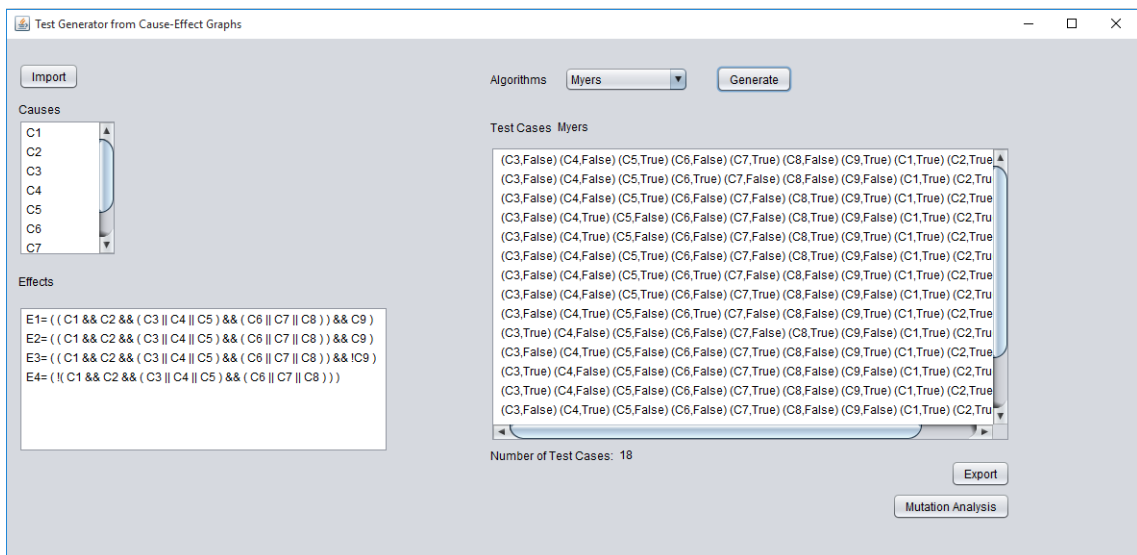 Test Generator from Cause-Effect Graphs
Import
Algorithms Myers Generate
Causes
C1
C2
C3
C4
C5
C6
C7
Effects
E1= ( ( C1 && C2 && ( C3 || C4 || C5 ) && ( C6 || C7 || C8 ) ) && C9 )
E2= ( ( C1 && C2 && ( C3 || C4 || C5 ) && ( C6 || C7 || C8 ) ) && C9 )
E3= ( ( C1 && C2 && ( C3 || C4 || C5 ) && ( C6 || C7 || C8 ) ) && !C9 )
E4= ( !( C1 && C2 && ( C3 || C4 || C5 ) && ( C6 || C7 || C8 ) ) )
Test Cases Myers
(C3,False) (C4,False) (C5,True) (C6,False) (C7,True) (C8,False) (C9,True) (C1,True) (C2,True
(C3,False) (C4,False) (C5,True) (C6,True) (C7,False) (C8,False) (C9,False) (C1,True) (C2,Tru
(C3,False) (C4,False) (C5,True) (C6,False) (C7,False) (C8,True) (C9,True) (C1,True) (C2,True
(C3,False) (C4,True) (C5,False) (C6,False) (C7,False) (C8,True) (C9,False) (C1,True) (C2,Tru
(C3,False) (C4,True) (C5,False) (C6,False) (C7,False) (C8,True) (C9,True) (C1,True) (C2,True
(C3,False) (C4,False) (C5,True) (C6,False) (C7,False) (C8,True) (C9,False) (C1,True) (C2,Tru
(C3,False) (C4,False) (C5,True) (C6,True) (C7,False) (C8,False) (C9,True) (C1,True) (C2,True
(C3,False) (C4,False) (C5,True) (C6,False) (C7,True) (C8,False) (C9,False) (C1,True) (C2,Tru
(C3,False) (C4,True) (C5,False) (C6,True) (C7,False) (C8,False) (C9,True) (C1,True) (C2,True
(C3,True) (C4,False) (C5,False) (C6,False) (C7,True) (C8,False) (C9,False) (C1,True) (C2,Tru
(C3,False) (C4,True) (C5,False) (C6,False) (C7,True) (C8,False) (C9,True) (C1,True) (C2,True
(C3,True) (C4,False) (C5,False) (C6,True) (C7,False) (C8,False) (C9,False) (C1,True) (C2,Tru
(C3,True) (C4,False) (C5,False) (C6,False) (C7,True) (C8,False) (C9,True) (C1,True) (C2,True
(C3,False) (C4,True) (C5,False) (C6,False) (C7,True) (C8,False) (C9,False) (C1,True) (C2,Tru
Number of Test Cases: 18
Export
Mutation Analysis